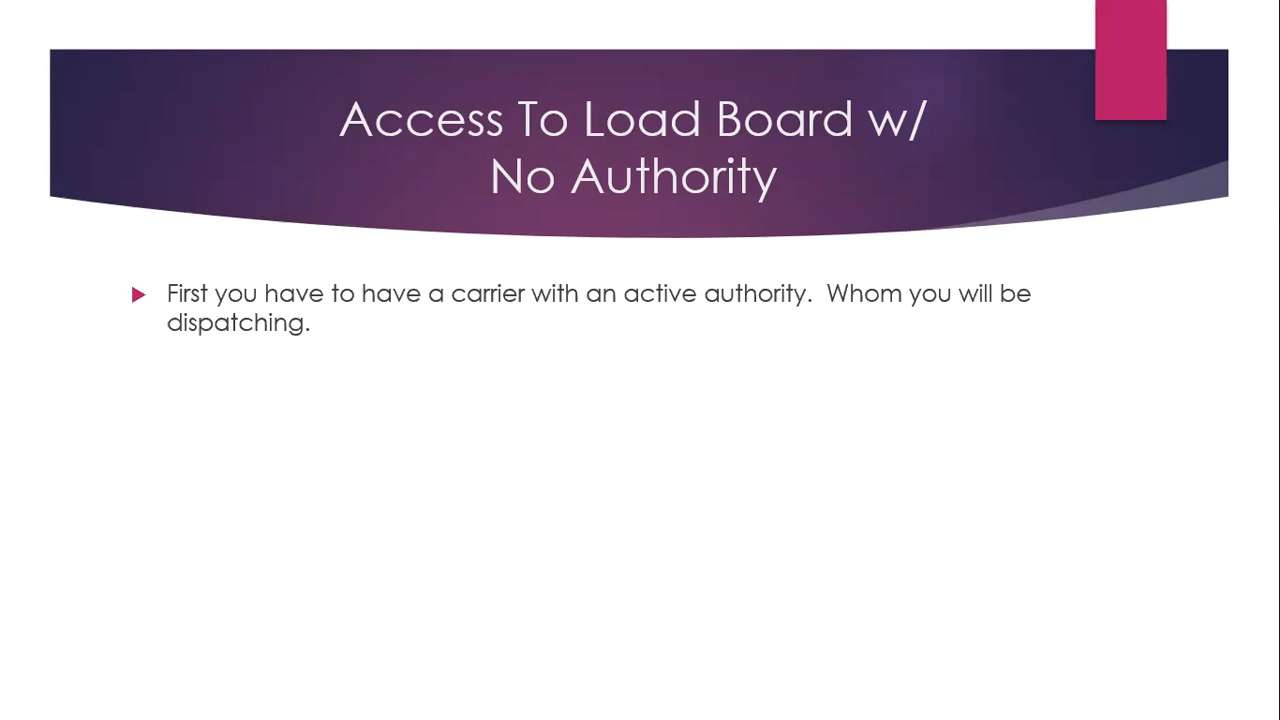 Access To Load Board w/
No Authority
First you have to have a carrier with an active authority.  Whom you will be
dispatching.